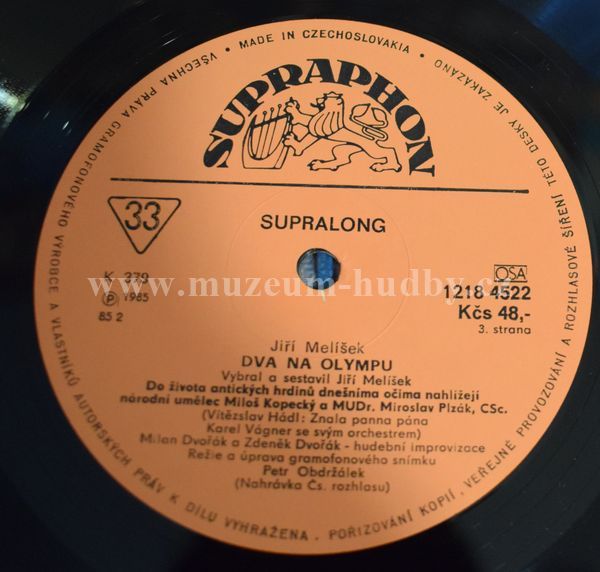 VŠECHNA PRÁVA GRAMOFONOVÉHO VÝROBCE A VLASTNÍKŮ AUTORSKÝCH PRÁV K DÍLU VYHRAŽENA. POŘIZOVÁNÍ KOPIÍ, VEŘEJNÉ PROVOZOVÁNÍ A ROZHLASOVÉ ŠÍŘENÍ TÉTO DESKY JE ZAKÁZÁNO
• MADE IN CZECHOSLOVAKIA •
SUPRAPHON
33
SUPRALONG
K 339
Ⓟ 1985
85 2
OSA
1218 4522
Kčs 48,-
3. strana
www.muzeum-hudby.cz
Jiří Melíšek
DVA NA OLYMPU
Vybral a sestavil Jiří Melíšek
Do života antických hrdinů dnešníma očima nahlížejí
národní umělec Miloš Kopecký a MUDr. Miroslav Plzák, CSc.
(Vítězslav Hádl: Znala panna pána
Karel Vágner se svým orchestrem)
Milan Dvořák a Zdeněk Dvořák - hudební improvizace
Režie a úprava gramofonového snímku
Petr Obdržálek
(Nahrávka Čs. rozhlasu)